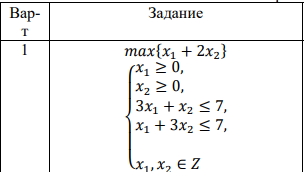 Вар-
т
Задание
1
max{x₁ + 2x₂}
x₁ ≥ 0,
x₂ ≥ 0,
3x₁ + x₂ ≤ 7,
x₁ + 3x₂ ≤ 7,
x₁, x₂ ∈ Z